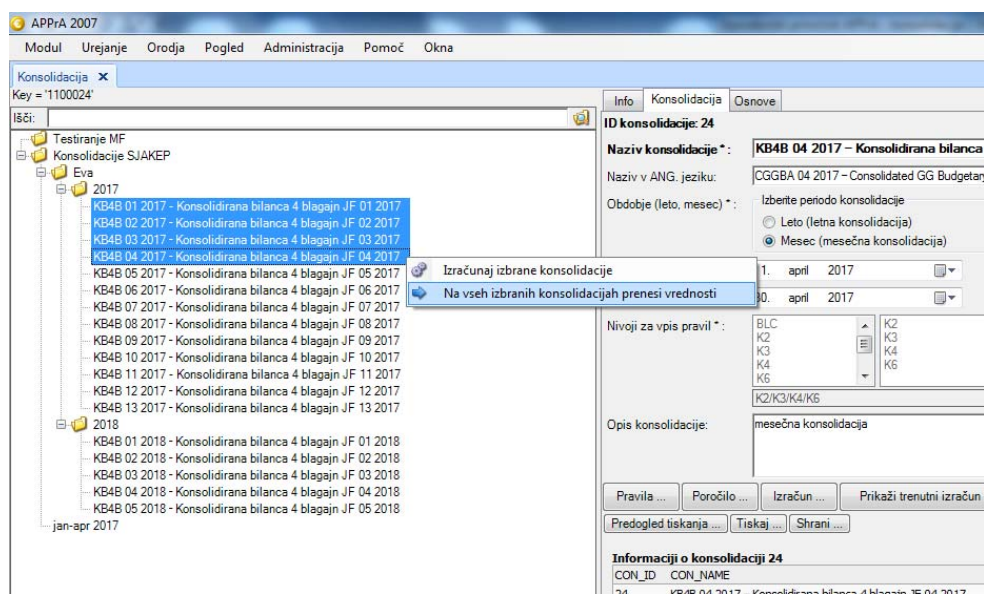 APPrA 2007
Modul Urejanje Orodja Pogled Administracija Pomoč Okna
Konsolidacija
Key = '1100024'
Išči:
Testiranje MF
Konsolidacije SJAKEP
Eva
2017
KB4B 01 2017 - Konsolidirana bilanca 4 blagajn JF 01 2017
KB4B 02 2017 - Konsolidirana bilanca 4 blagajn JF 02 2017
KB4B 03 2017 - Konsolidirana bilanca 4 blagajn JF 03 2017
KB4B 04 2017 - Konsolidirana bilanca 4 blagajn JF 04 2017
KB4B 05 2017 - Konsolidirana bilanca 4 blagajn JF 05 2017
KB4B 06 2017 - Konsolidirana bilanca 4 blagajn JF 06 2017
KB4B 07 2017 - Konsolidirana bilanca 4 blagajn JF 07 2017
KB4B 08 2017 - Konsolidirana bilanca 4 blagajn JF 08 2017
KB4B 09 2017 - Konsolidirana bilanca 4 blagajn JF 09 2017
KB4B 10 2017 - Konsolidirana bilanca 4 blagajn JF 10 2017
KB4B 11 2017 - Konsolidirana bilanca 4 blagajn JF 11 2017
KB4B 12 2017 - Konsolidirana bilanca 4 blagajn JF 12 2017
KB4B 13 2017 - Konsolidirana bilanca 4 blagajn JF 13 2017
2018
KB4B 01 2018 - Konsolidirana bilanca 4 blagajn JF 01 2018
KB4B 02 2018 - Konsolidirana bilanca 4 blagajn JF 02 2018
KB4B 03 2018 - Konsolidirana bilanca 4 blagajn JF 03 2018
KB4B 04 2018 - Konsolidirana bilanca 4 blagajn JF 04 2018
KB4B 05 2018 - Konsolidirana bilanca 4 blagajn JF 05 2018
jan-apr 2017
Izračunaj izbrane konsolidacije
Na vseh izbranih konsolidacijah prenesi vrednosti
Info Konsolidacija Osnove
ID konsolidacije: 24
Naziv konsolidacije * : KB4B 04 2017 – Konsolidirana bilanca
Naziv v ANG. jeziku: CGGBA 04 2017 – Consolidated GG Budgetary
Obdobje (leto, mesec) * : Izberite periodo konsolidacije
Leto (letna konsolidacija)
Mesec (mesečna konsolidacija)
1. april 2017
30. april 2017
Nivoji za vpis pravil * : BLC K2
K2 K3
K3 K4
K4 K6
K6
K2/K3/K4/K6
Opis konsolidacije: mesečna konsolidacija
Pravila ... Poročilo ... Izračun ... Prikaži trenutni izračun
Predogled tiskanja ... Tiskaj ... Shrani ...
Informaciji o konsolidaciji 24
CON_ID CON_NAME
24 KB4B 04 2017 – Konsolidirana bilanca 4 blagajn JF 04 2017